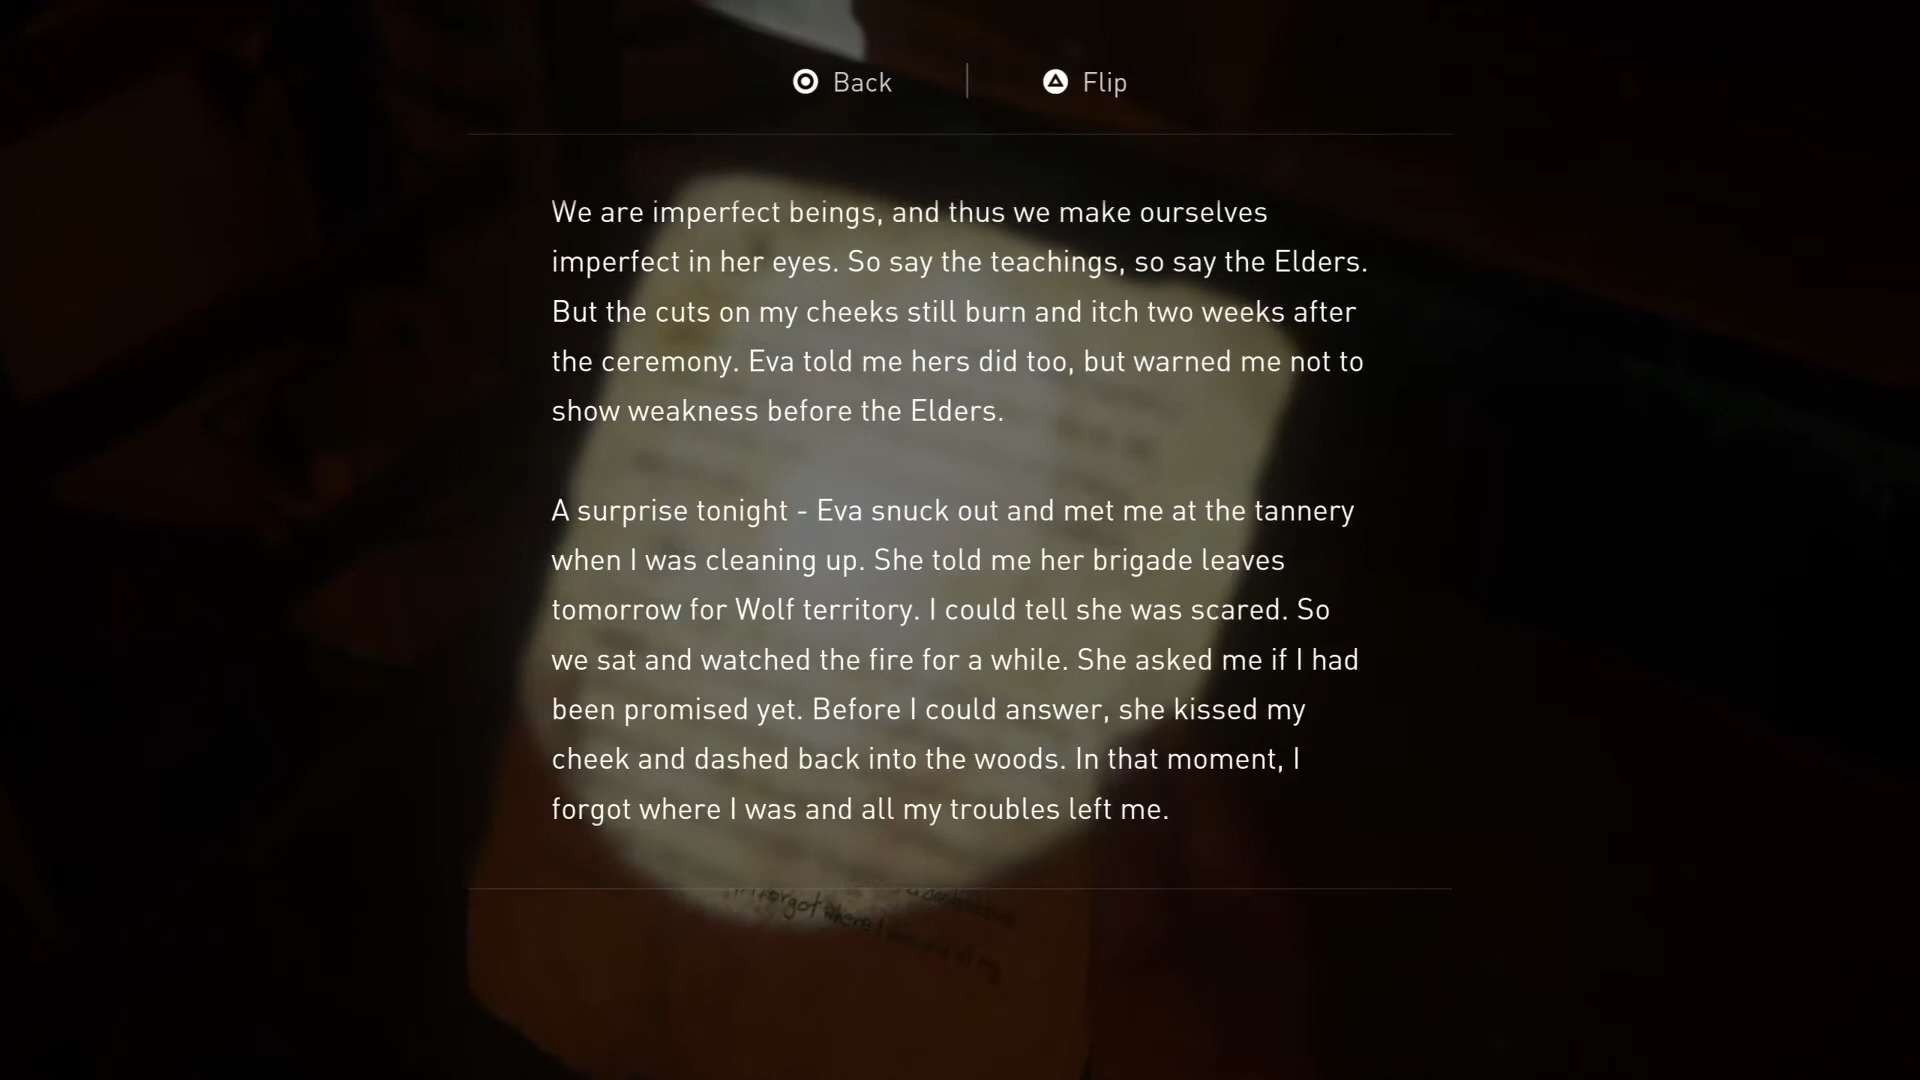 Back | Flip
We are imperfect beings, and thus we make ourselves
imperfect in her eyes. So say the teachings, so say the Elders.
But the cuts on my cheeks still burn and itch two weeks after
the ceremony. Eva told me hers did too, but warned me not to
show weakness before the Elders.
A surprise tonight - Eva snuck out and met me at the tannery
when I was cleaning up. She told me her brigade leaves
tomorrow for Wolf territory. I could tell she was scared. So
we sat and watched the fire for a while. She asked me if I had
been promised yet. Before I could answer, she kissed my
cheek and dashed back into the woods. In that moment, I
forgot where I was and all my troubles left me.
forgot where I was and all my